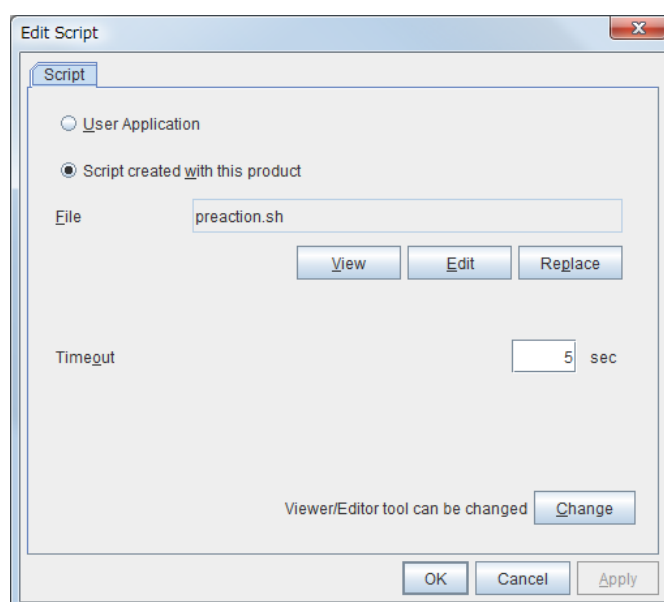 Edit Script
Script
User Application
Script created with this product
File preaction.sh
View Edit Replace
Timeout 5 sec
Viewer/Editor tool can be changed Change
OK Cancel Apply